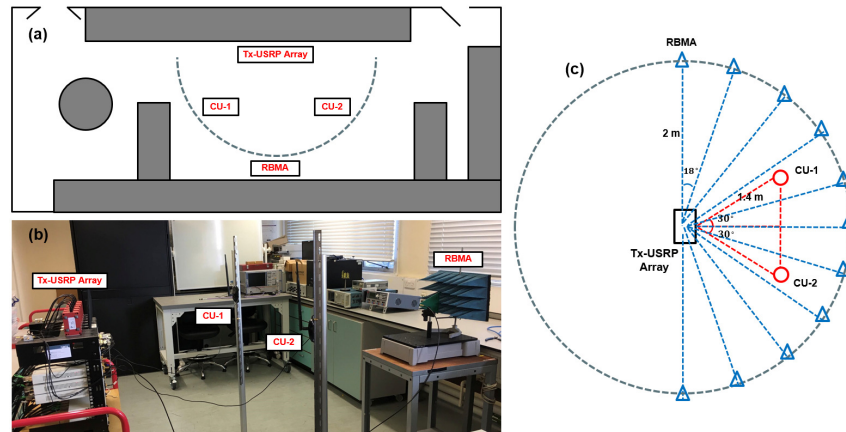 (a)
Tx-USRP Array
CU-1
CU-2
RBMA
(b)
Tx-USRP Array
RBMA
CU-1
CU-2
(c)
RBMA
2 m
18°
CU-1
1.4 m
30°
30°
Tx-USRP
Array
CU-2